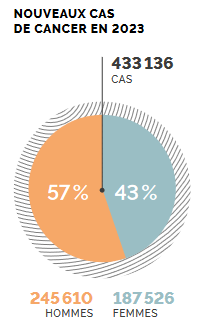 NOUVEAUX CAS
DE CANCER EN 2023
433 136
CAS
57 % 43 %
245 610 187 526
HOMMES FEMMES